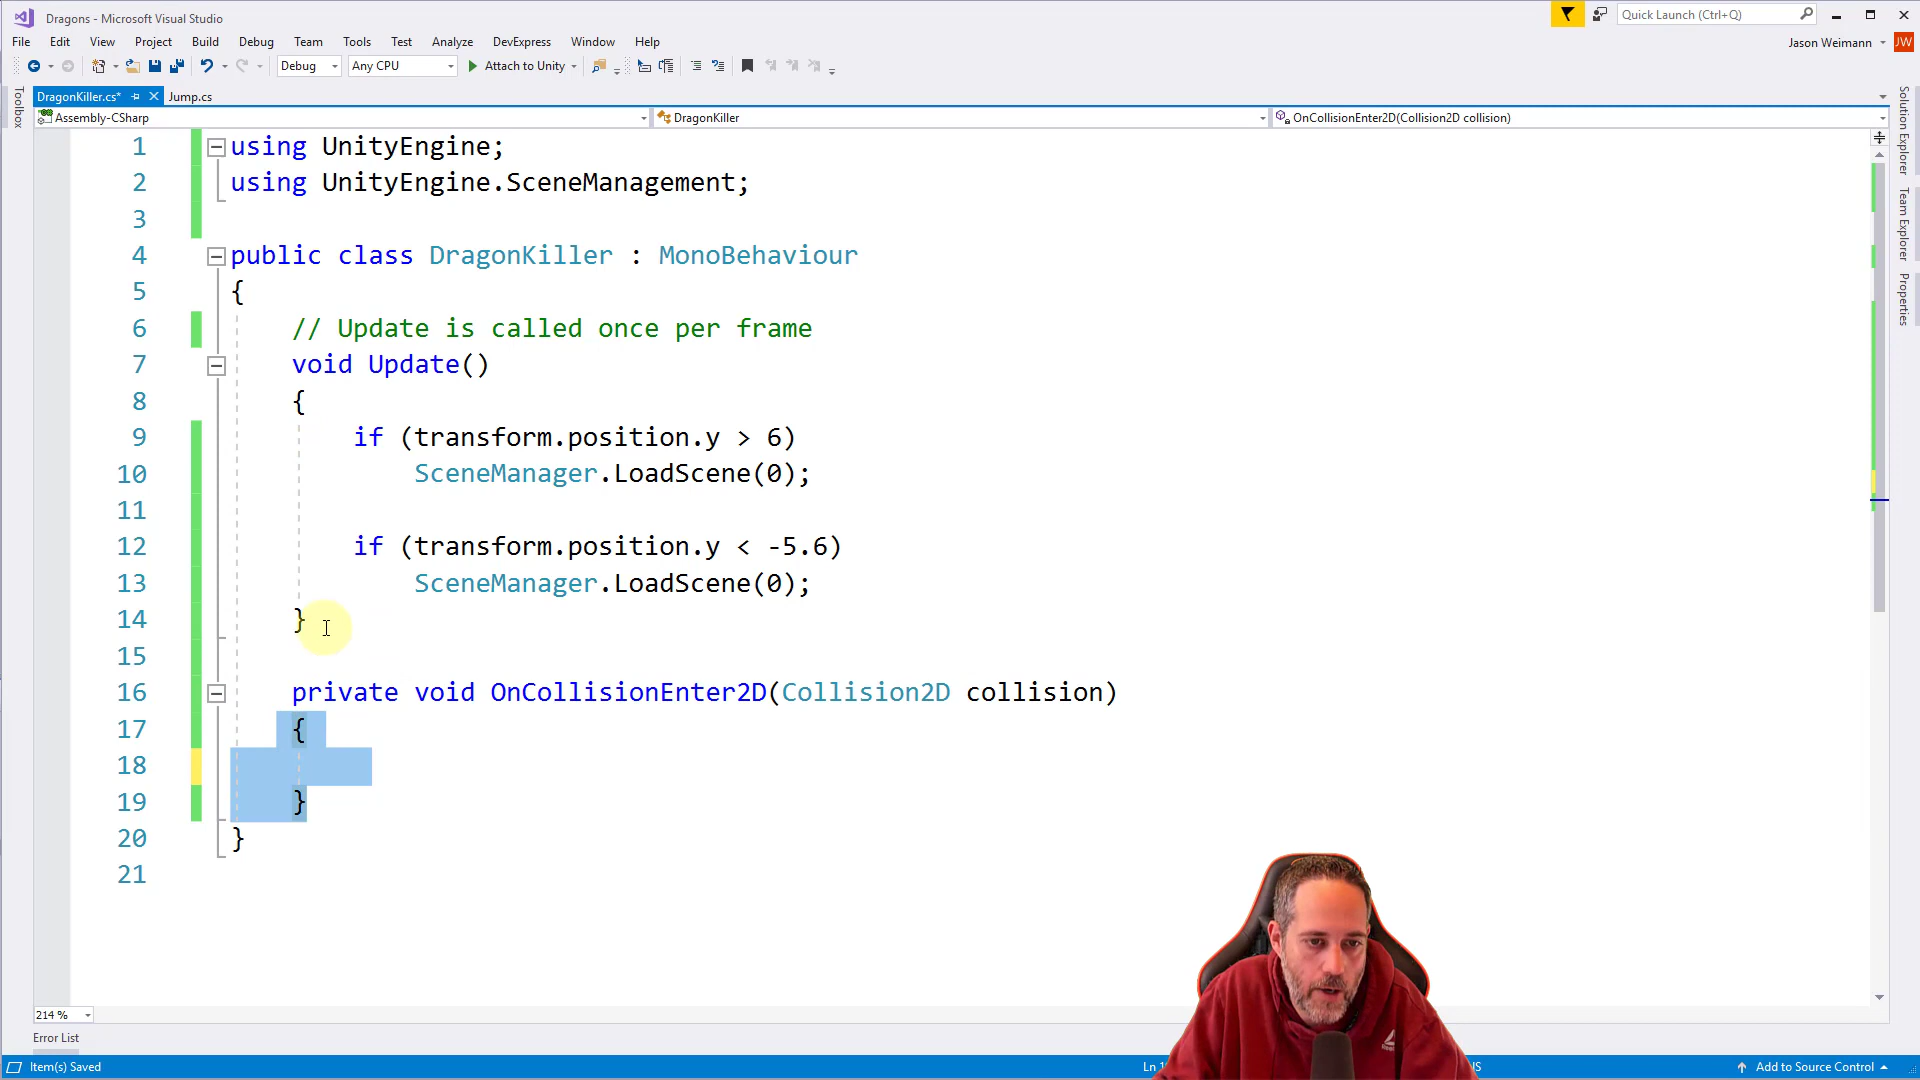 Dragons - Microsoft Visual Studio
Quick Launch (Ctrl+Q)
File Edit View Project Build Debug Team Tools Test Analyze DevExpress Window Help
Jason Weimann JW
Debug Any CPU Attach to Unity
Toolbox
DragonKiller.cs* Jump.cs
Assembly-CSharp DragonKiller OnCollisionEnter2D(Collision2D collision)
1 using UnityEngine;
2 using UnityEngine.SceneManagement;
3
4 public class DragonKiller : MonoBehaviour
5 {
6 // Update is called once per frame
7 void Update()
8 {
9 if (transform.position.y > 6)
10 SceneManager.LoadScene(0);
11
12 if (transform.position.y < -5.6)
13 SceneManager.LoadScene(0);
14 }
15
16 private void OnCollisionEnter2D(Collision2D collision)
17 {
18
19 }
20 }
21
Solution Explorer
Team Explorer
Properties
214 %
Error List
Item(s) Saved
Add to Source Control